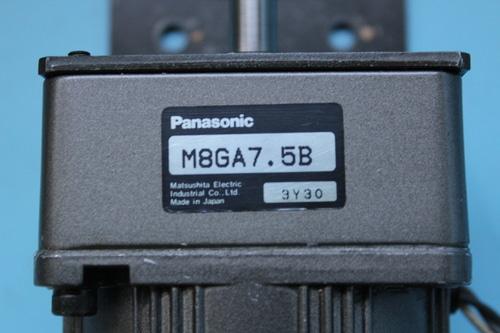 Panasonic
M8GA7.5B
Matsushita Electric
Industrial Co., Ltd.
Made in Japan
3Y30